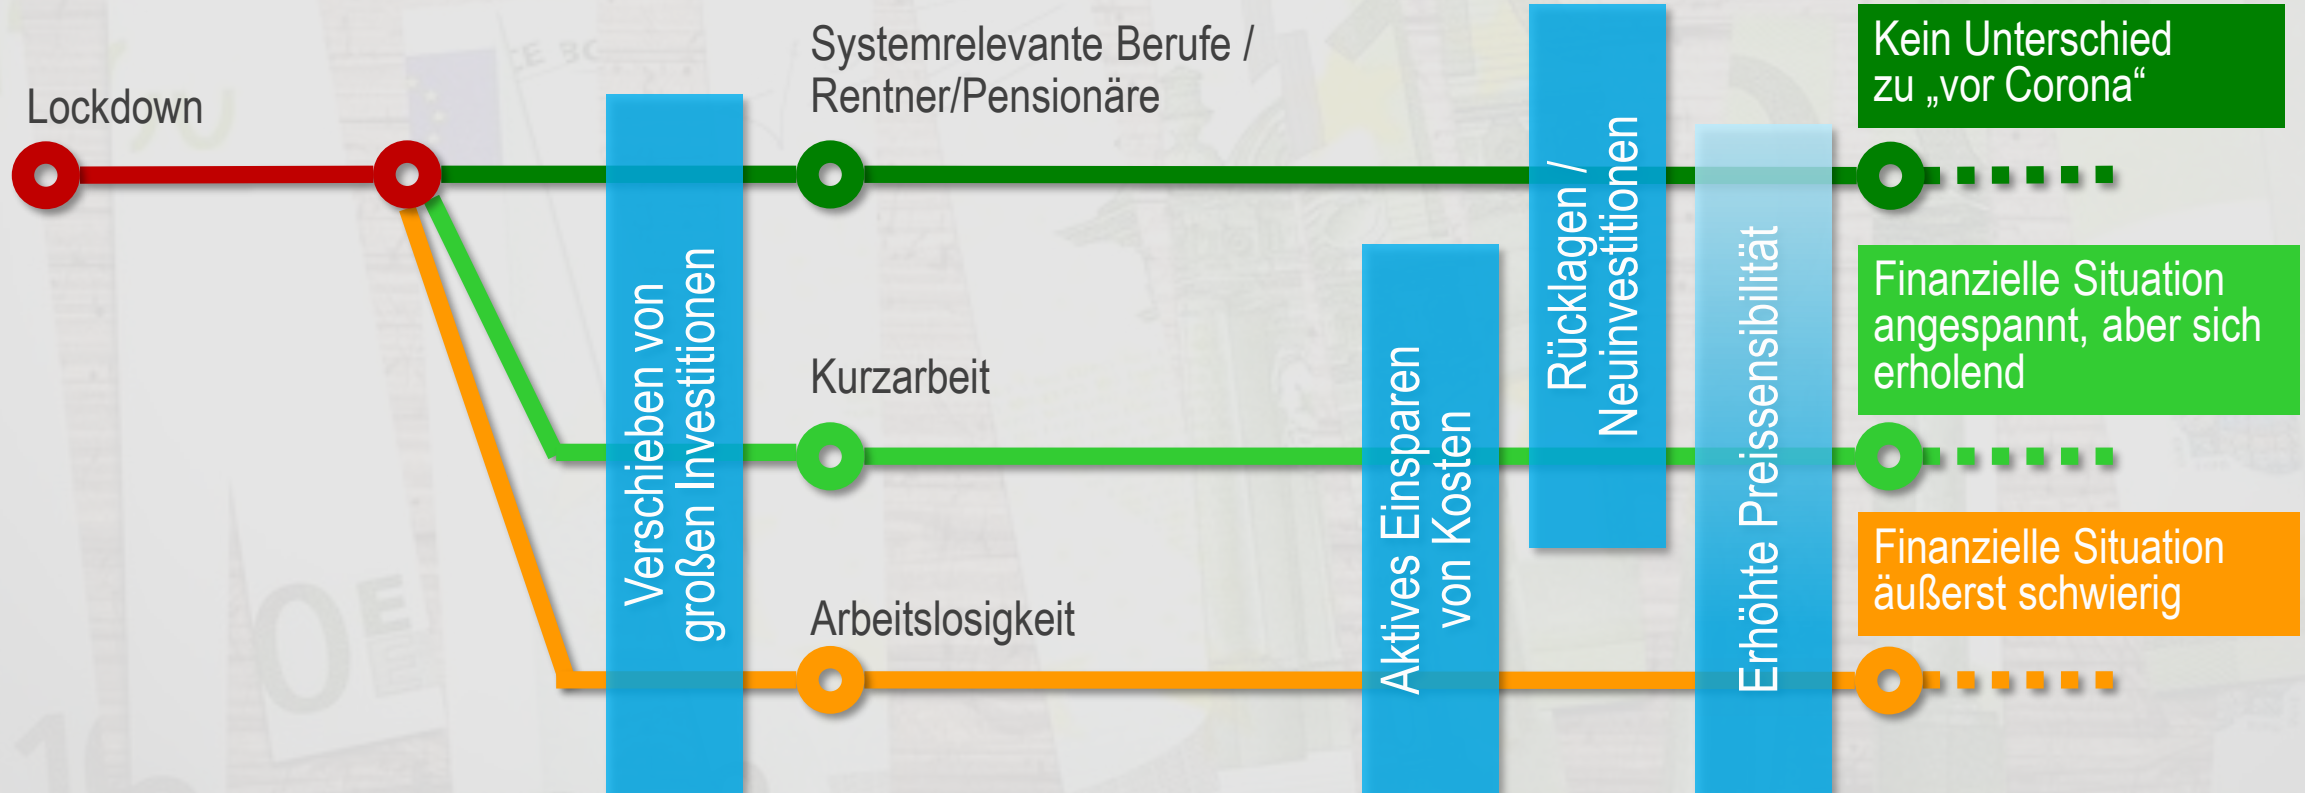 Lockdown
Systemrelevante Berufe /
Rentner/Pensionäre
Kurzarbeit
Arbeitslosigkeit
Verschieben von
großen Investitionen
Aktives Einsparen
von Kosten
Rücklagen /
Neuinvestitionen
Erhöhte Preissensibilität
Kein Unterschied
zu „vor Corona“
Finanzielle Situation
angespannt, aber sich
erholend
Finanzielle Situation
äußerst schwierig